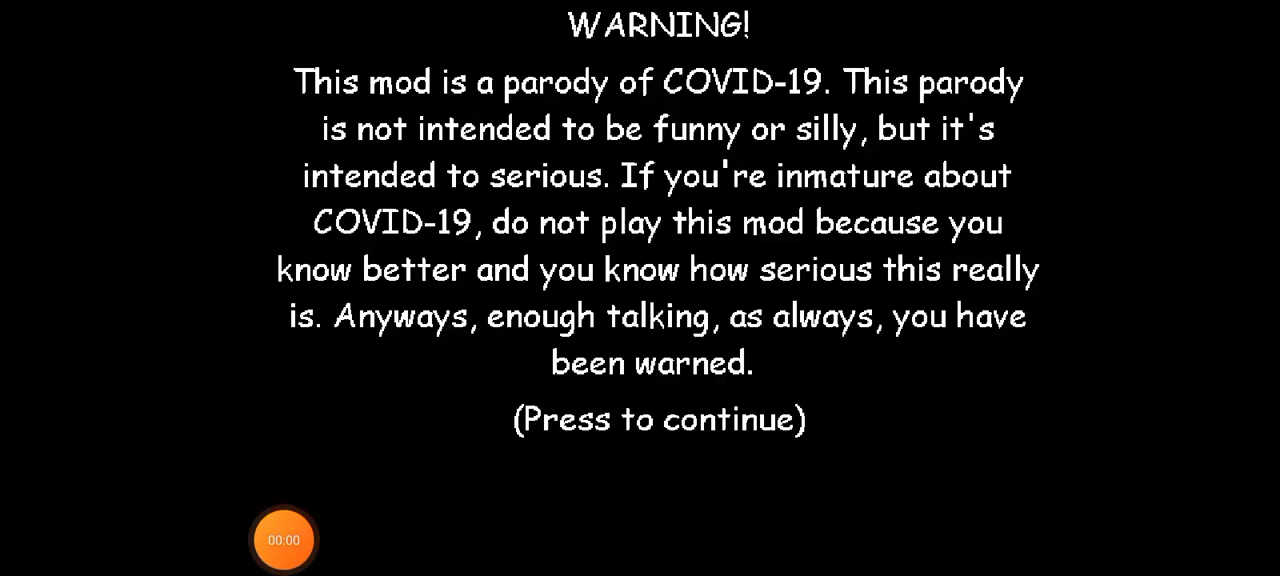 WARNING!
This mod is a parody of COVID-19. This parody
is not intended to be funny or silly, but it's
intended to serious. If you're inmature about
COVID-19, do not play this mod because you
know better and you know how serious this really
is. Anyways, enough talking, as always, you have
been warned.
(Press to continue)
00:00